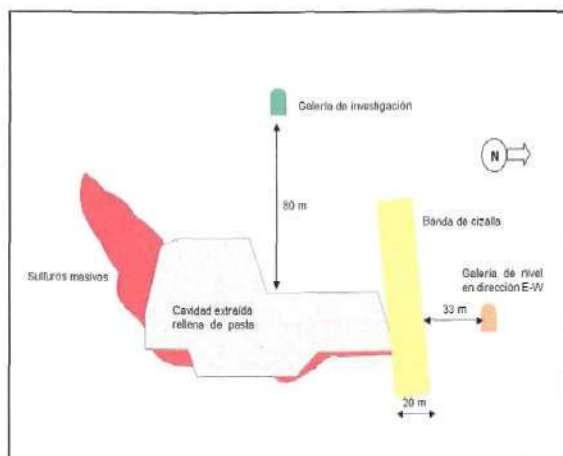 Galería de investigación
N
80 m
Banda de cizalla
Sulfuros masivos
Galería de nivel
en dirección E-W
Cavidad extraída
rellena de pasta
33 m
20 m